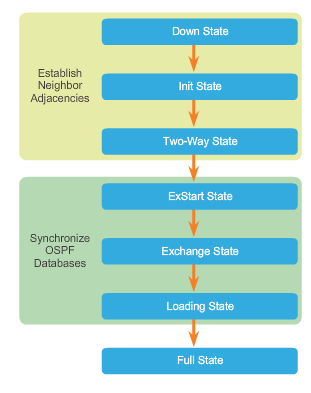 Down State
Establish
Neighbor
Adjacencies
Init State
Two-Way State
ExStart State
Synchronize
OSPF
Databases
Exchange State
Loading State
Full State